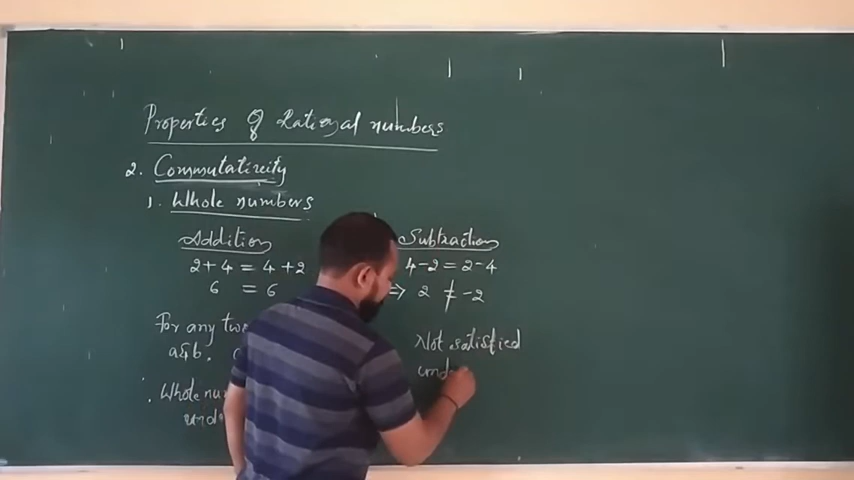 Properties of Rational numbers
2. Commutativity
1. Whole numbers
Addition
2+4 = 4+2
6 = 6
For any two
a&b.
∴ Whole
Subtraction
4-2 = 2-4
=> 2 ≠ -2
Not satisfied
und